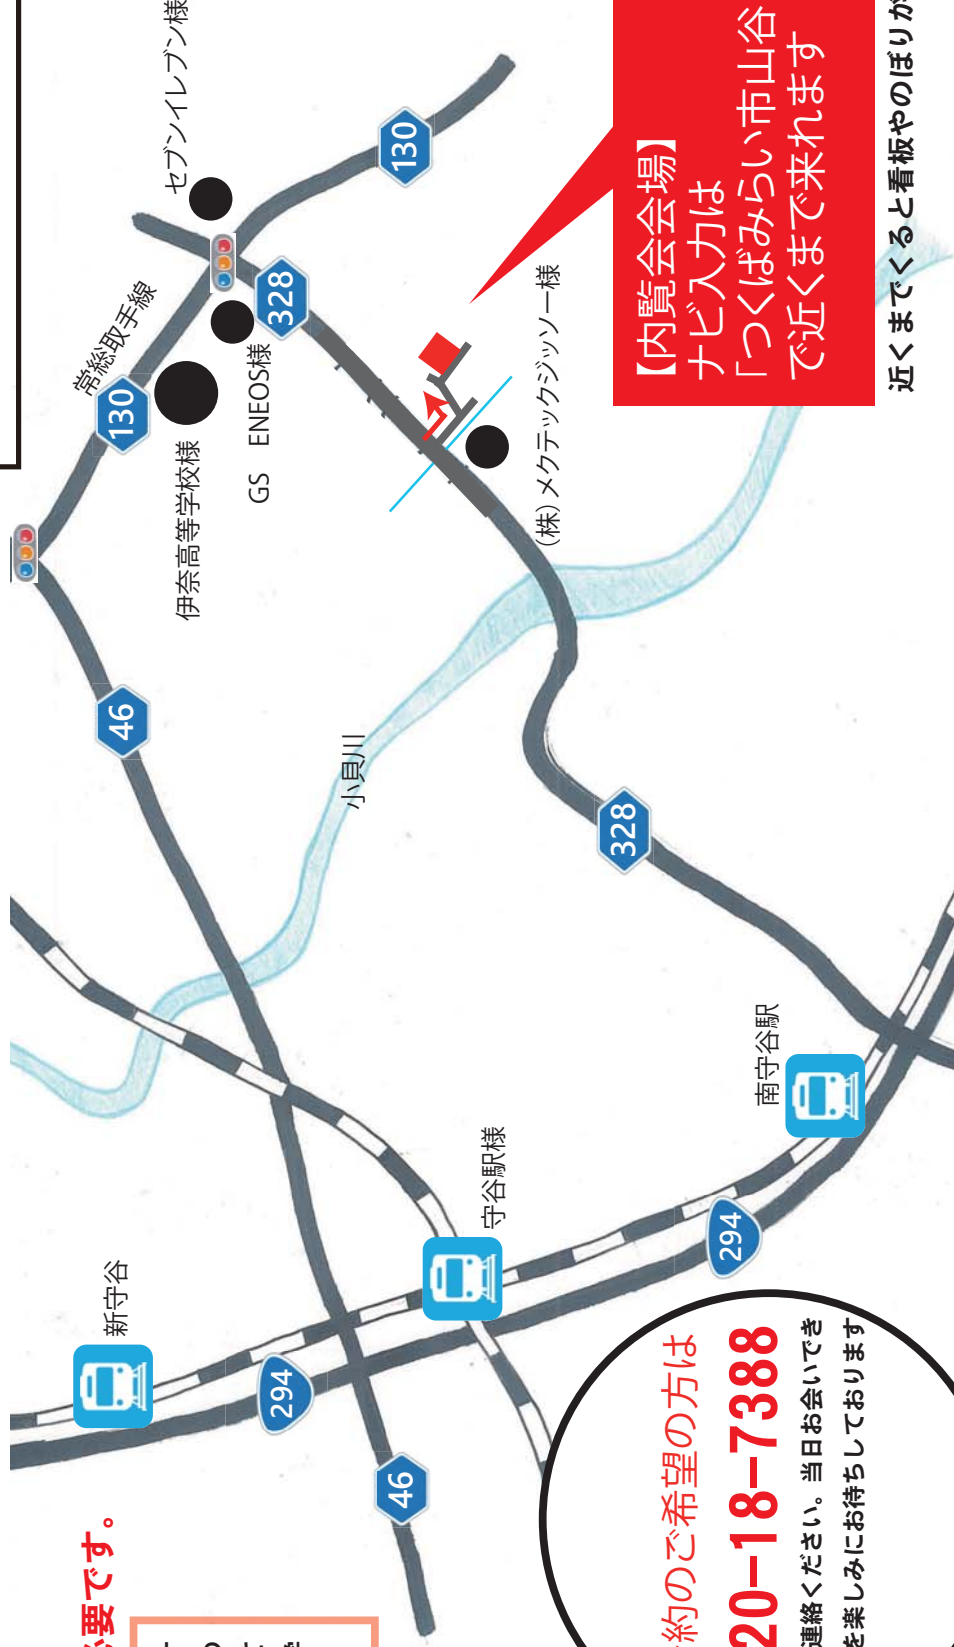 要です。
新守谷
294
46
守谷駅様
294
南守谷駅
46
小貝川
328
常総取手線
130
セブンイレブン様
伊奈高等学校様
GS ENEOS様
328
130
(株)メクテックジッソー様
【内覧会会場】
ナビ入力は
「つくばみらい市山谷
で近くまで来れます
近くまでくると看板やのぼりが
約のご希望の方は
20-18-7388
連絡ください。当日お会いでき
を楽しみにお待ちしております